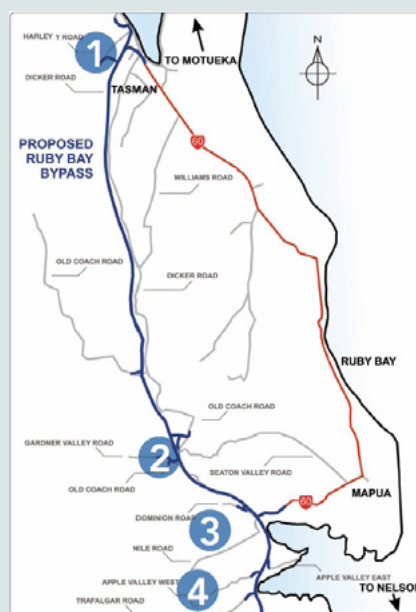 HARLEY Y ROAD
1
TO MOTUEKA
N
DICKER ROAD
TASMAN
PROPOSED
RUBY BAY
BYPASS
60
WILLIAMS ROAD
OLD COACH ROAD
DICKER ROAD
RUBY BAY
OLD COACH ROAD
GARDNER VALLEY ROAD
2
SEATON VALLEY ROAD
OLD COACH ROAD
MAPUA
60
DOMINION ROAD
3
NILE ROAD
APPLE VALLEY WEST
4
APPLE VALLEY EAST
TO NELSON
TRAFALGAR ROAD